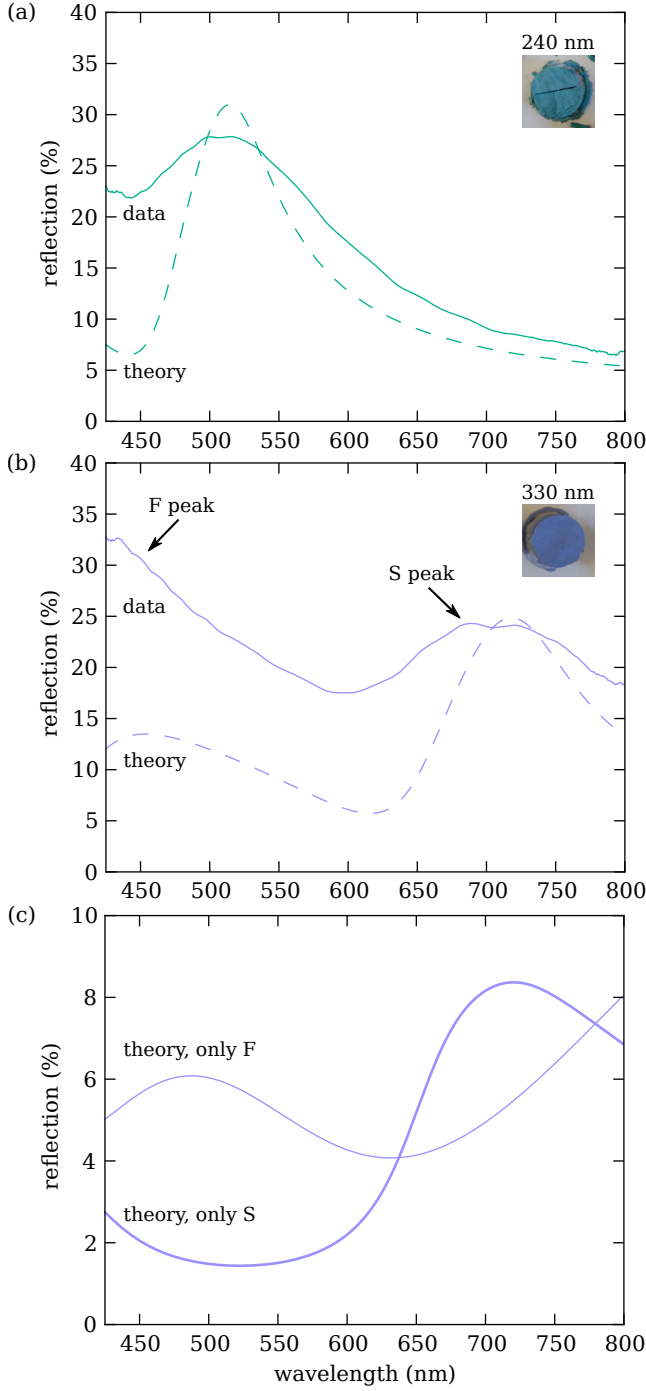 (a)
240 nm
40
35
30
25
20
15
10
5
0
reflection (%)
data
theory
450 500 550 600 650 700 750 800
(b)
330 nm
40
35
30
25
20
15
10
5
0
reflection (%)
F peak
S peak
data
theory
450 500 550 600 650 700 750 800
(c)
10
8
6
4
2
0
reflection (%)
theory, only F
theory, only S
450 500 550 600 650 700 750 800
wavelength (nm)